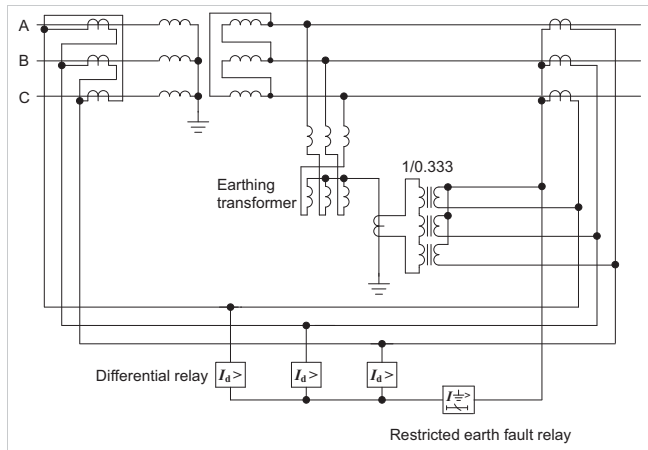 A
B
C
1/0.333
Earthing
transformer
Differential relay
Id> Id> Id>
I>
Restricted earth fault relay